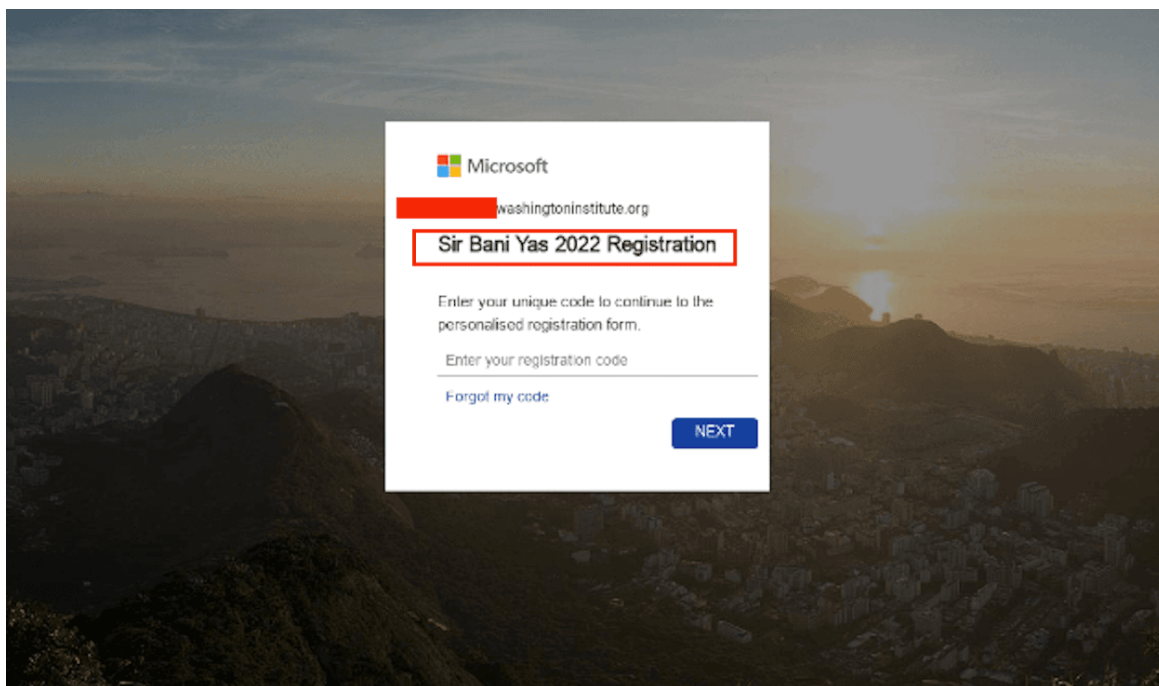 Microsoft
washingtoninstitute.org
Sir Bani Yas 2022 Registration
Enter your unique code to continue to the
personalised registration form.
Enter your registration code
Forgot my code
NEXT